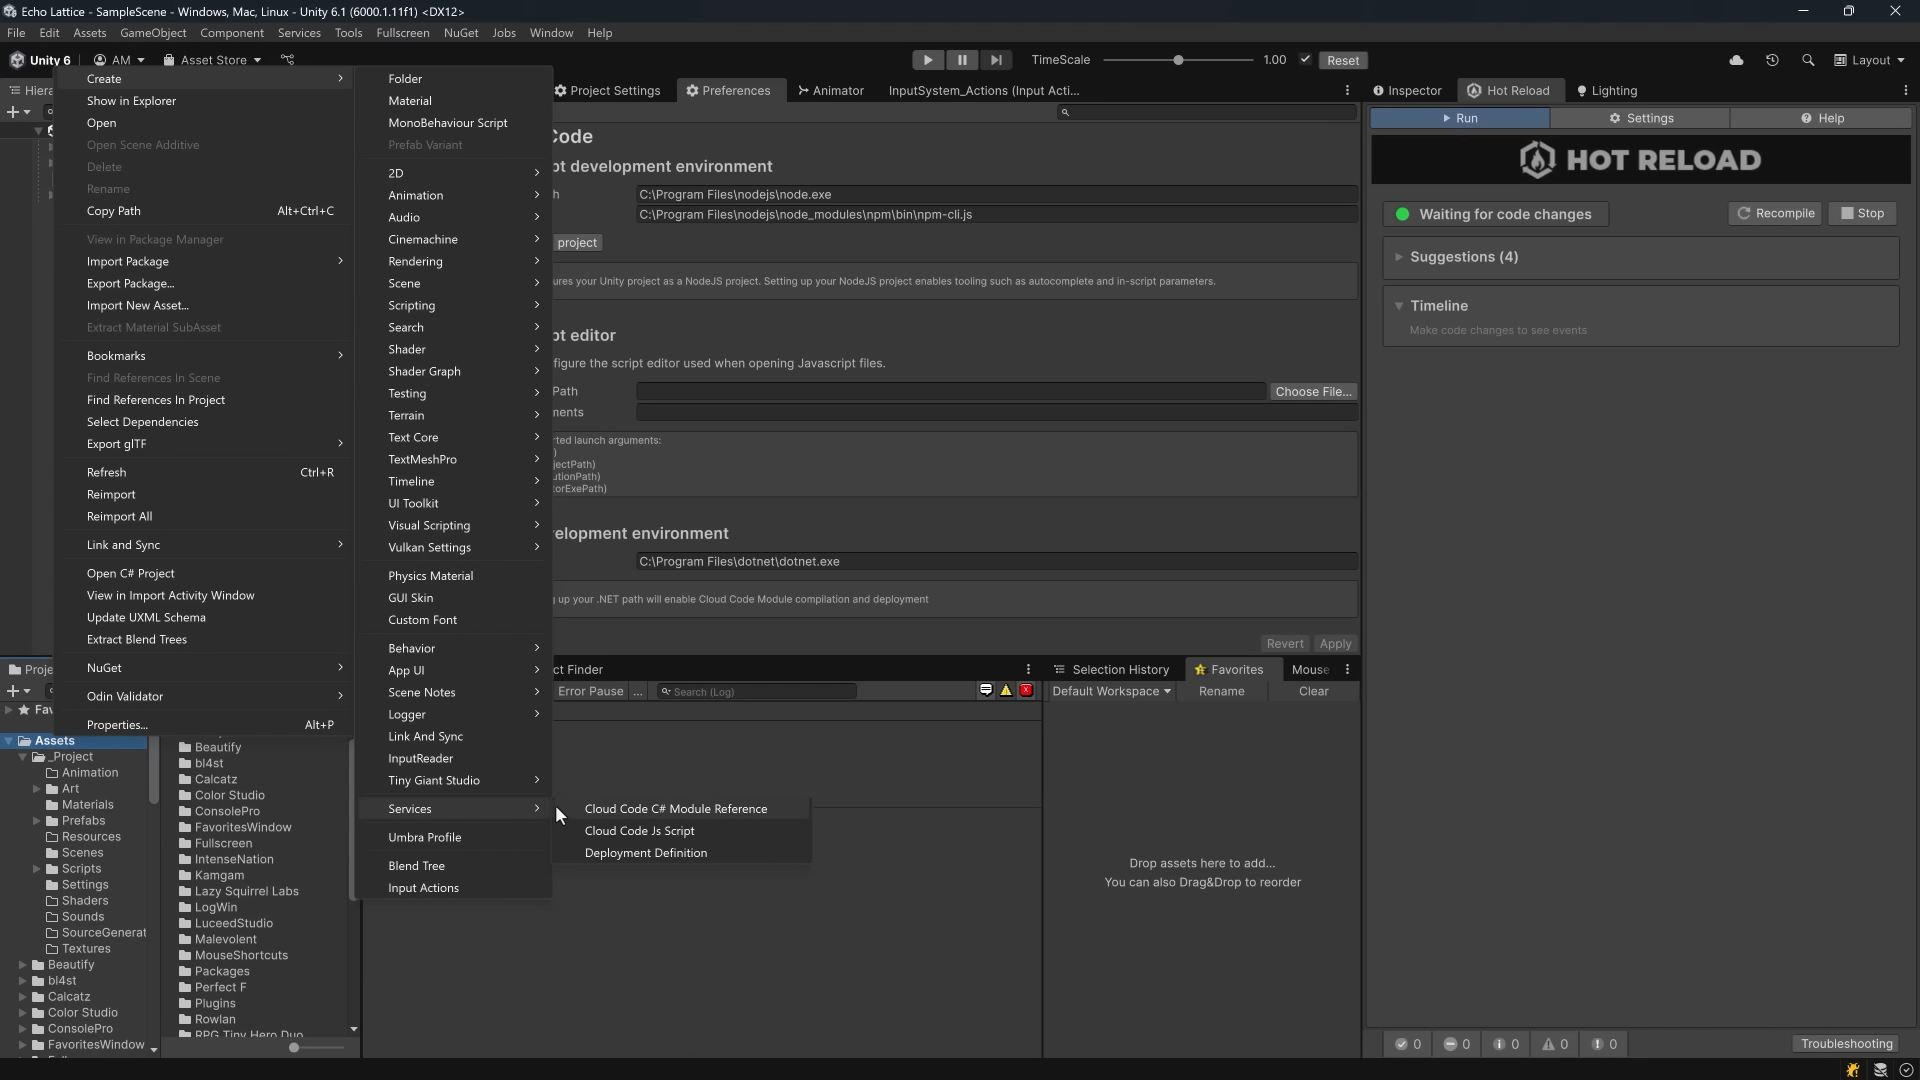 Echo Lattice - SampleScene - Windows, Mac, Linux - Unity 6.1 (6000.1.11f1) <DX12>
File Edit Assets GameObject Component Services Tools Fullscreen NuGet Jobs Window Help
Unity 6 AM Asset Store TimeScale 1.00 Reset Layout
Project Settings Preferences Animator InputSystem_Actions (Input Acti... Inspector Hot Reload Lighting
Create
Show in Explorer
Open
Open Scene Additive
Delete
Rename
Copy Path Alt+Ctrl+C
View in Package Manager
Import Package
Export Package...
Import New Asset...
Extract Material SubAsset
Bookmarks
Find References In Scene
Find References In Project
Select Dependencies
Export glTF
Refresh Ctrl+R
Reimport
Reimport All
Link and Sync
Open C# Project
View in Import Activity Window
Update UXML Schema
Extract Blend Trees
NuGet
Odin Validator
Properties... Alt+P
Folder
Material
MonoBehaviour Script
Prefab Variant
2D
Animation
Audio
Cinemachine
Rendering
Scene
Scripting
Search
Shader
Shader Graph
Testing
Terrain
Text Core
TextMeshPro
Timeline
UI Toolkit
Visual Scripting
Vulkan Settings
Physics Material
GUI Skin
Custom Font
Behavior
App UI
Scene Notes
Logger
Link And Sync
InputReader
Tiny Giant Studio
Services
Umbra Profile
Blend Tree
Input Actions
Cloud Code C# Module Reference
Cloud Code Js Script
Deployment Definition
Code
pt development environment
C:\Program Files\nodejs\node.exe
C:\Program Files\nodejs\node_modules\npm\bin\npm-cli.js
project
ures your Unity project as a NodeJS project. Setting up your NodeJS project enables tooling such as autocomplete and in-script parameters.
pt editor
figure the script editor used when opening Javascript files.
Path Choose File...
ments
rted launch arguments:
)
jectPath)
utionPath)
torExePath)
elopment environment
C:\Program Files\dotnet\dotnet.exe
g up your .NET path will enable Cloud Code Module compilation and deployment
Revert Apply
Run Settings Help
HOT RELOAD
Waiting for code changes Recompile Stop
Suggestions (4)
Timeline
Make code changes to see events
Hiera
Proje
Fav
Assets
_Project
Animation
Art
Materials
Prefabs
Resources
Scenes
Scripts
Settings
Shaders
Sounds
SourceGenerat
Textures
Beautify
bl4st
Calcatz
Color Studio
ConsolePro
FavoritesWindow
Beautify
bl4st
Calcatz
Color Studio
ConsolePro
FavoritesWindow
Fullscreen
IntenseNation
Kamgam
Lazy Squirrel Labs
LogWin
LuceedStudio
Malevolent
MouseShortcuts
Packages
Perfect F
Plugins
Rowlan
RPG Tiny Hero Duo
ct Finder
Error Pause ... Search (Log)
Selection History Favorites Mouse
Default Workspace Rename Clear
Drop assets here to add...
You can also Drag&Drop to reorder
0 0 0 0 0 Troubleshooting